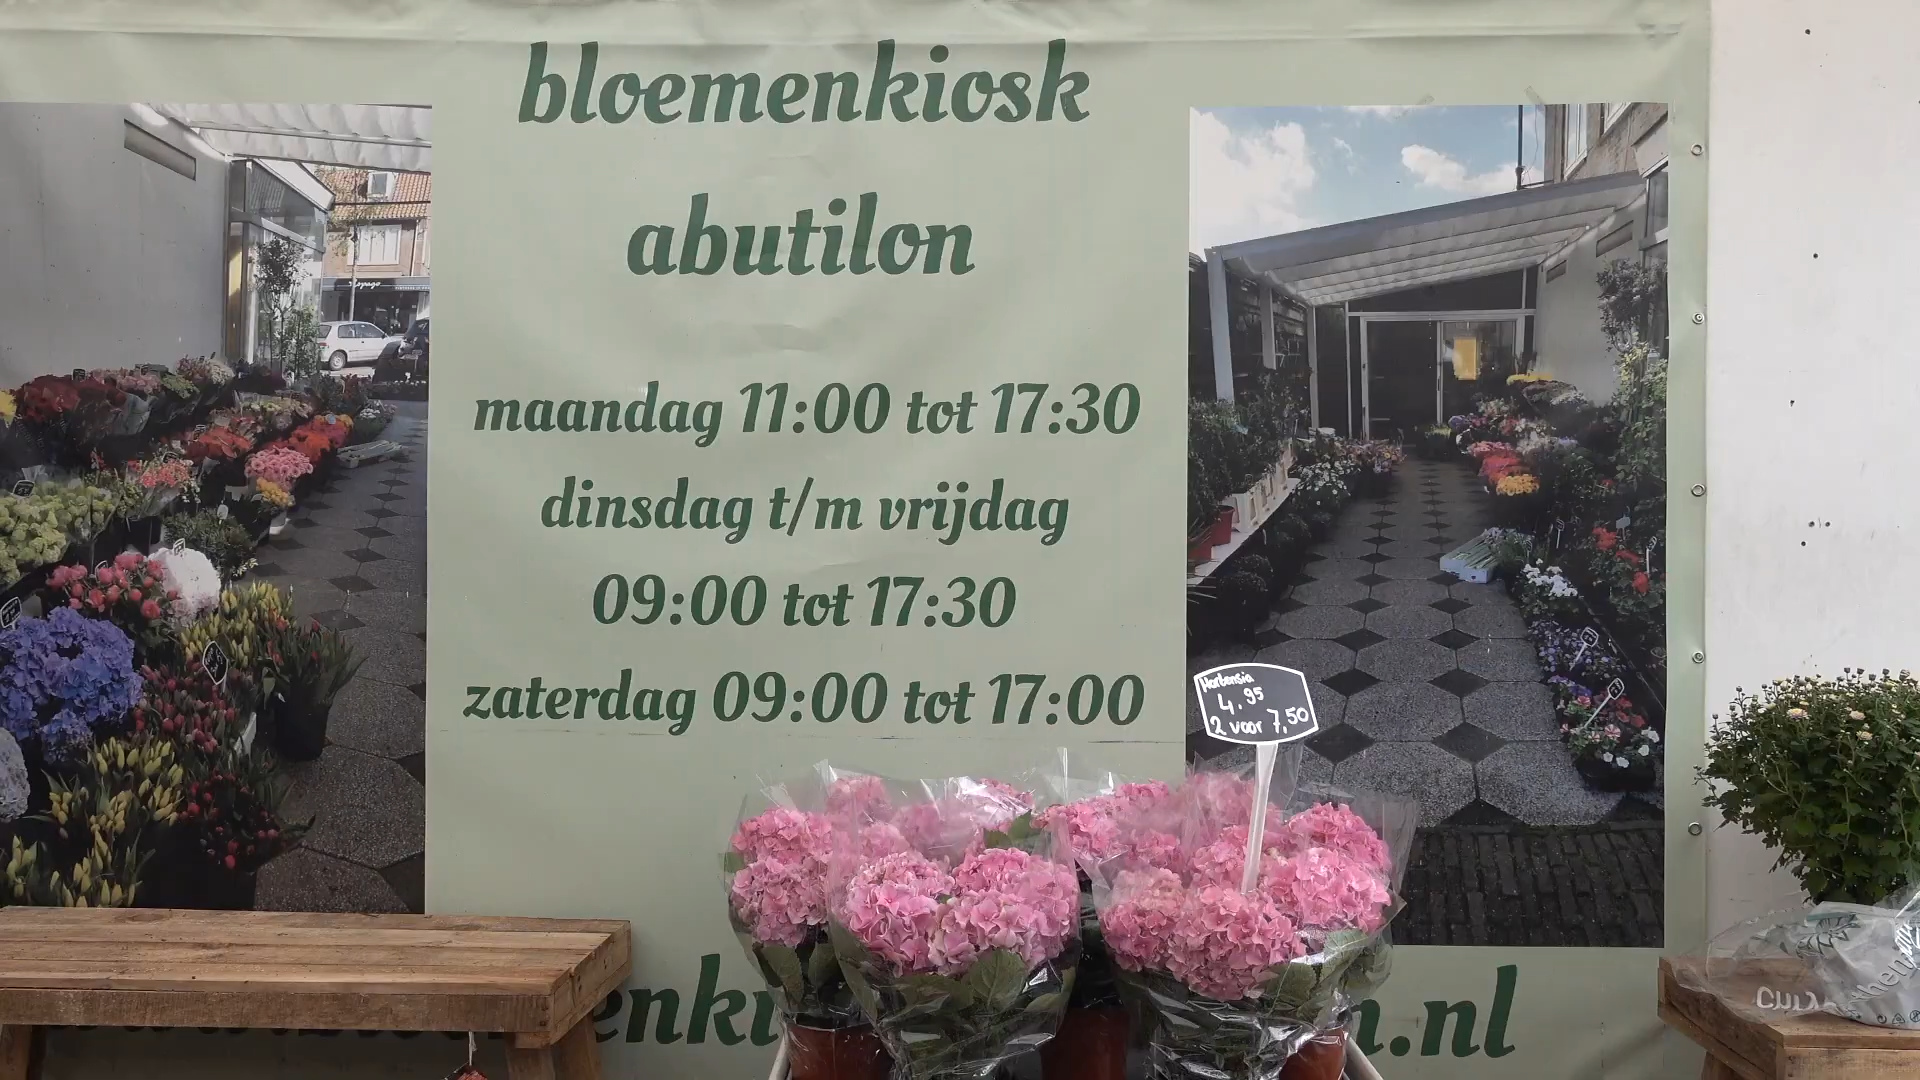 bloemenkiosk
abutilon
maandag 11:00 tot 17:30
dinsdag t/m vrijdag
09:00 tot 17:30
zaterdag 09:00 tot 17:00
Hortensia
4.95
2 voor 7,50
.nl